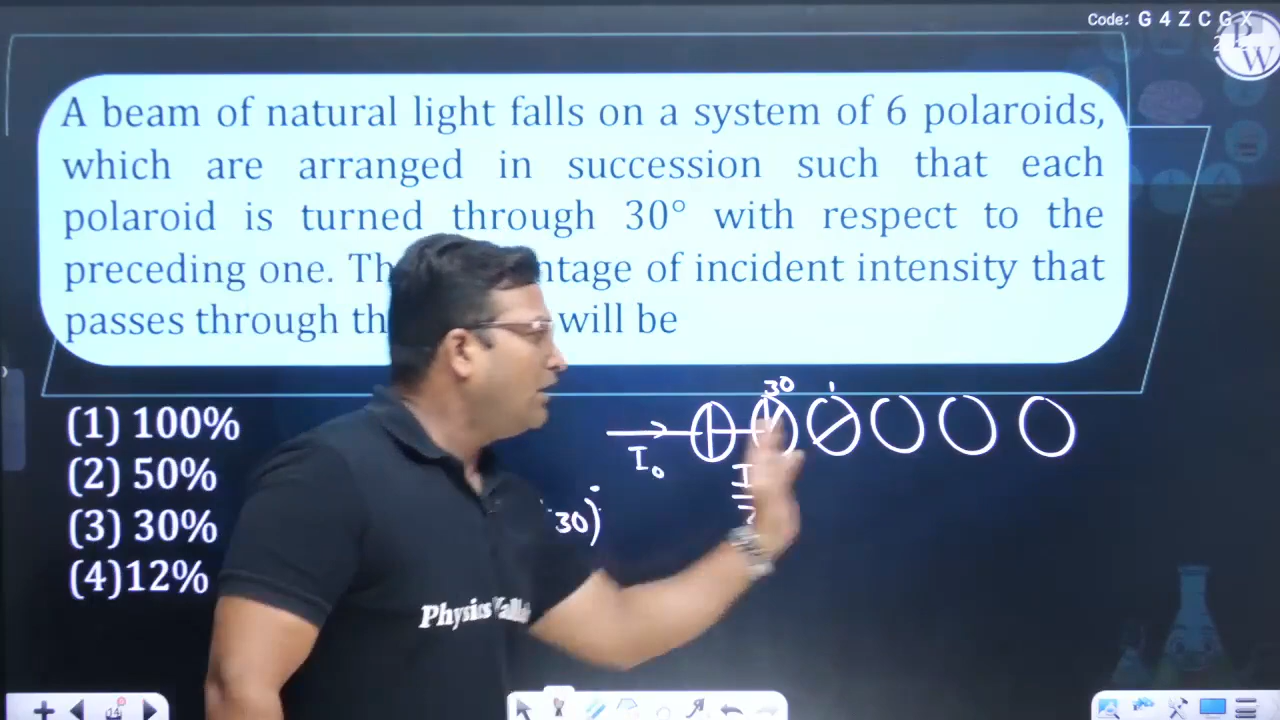 Code: G 4 Z C G X
P
W
A beam of natural light falls on a system of 6 polaroids,
which are arranged in succession such that each
polaroid is turned through 30° with respect to the
preceding one. Th ntage of incident intensity that
passes through th will be
(1) 100%
(2) 50%
(3) 30%
(4)12%
30
I₀
I
30)
Physics Walla